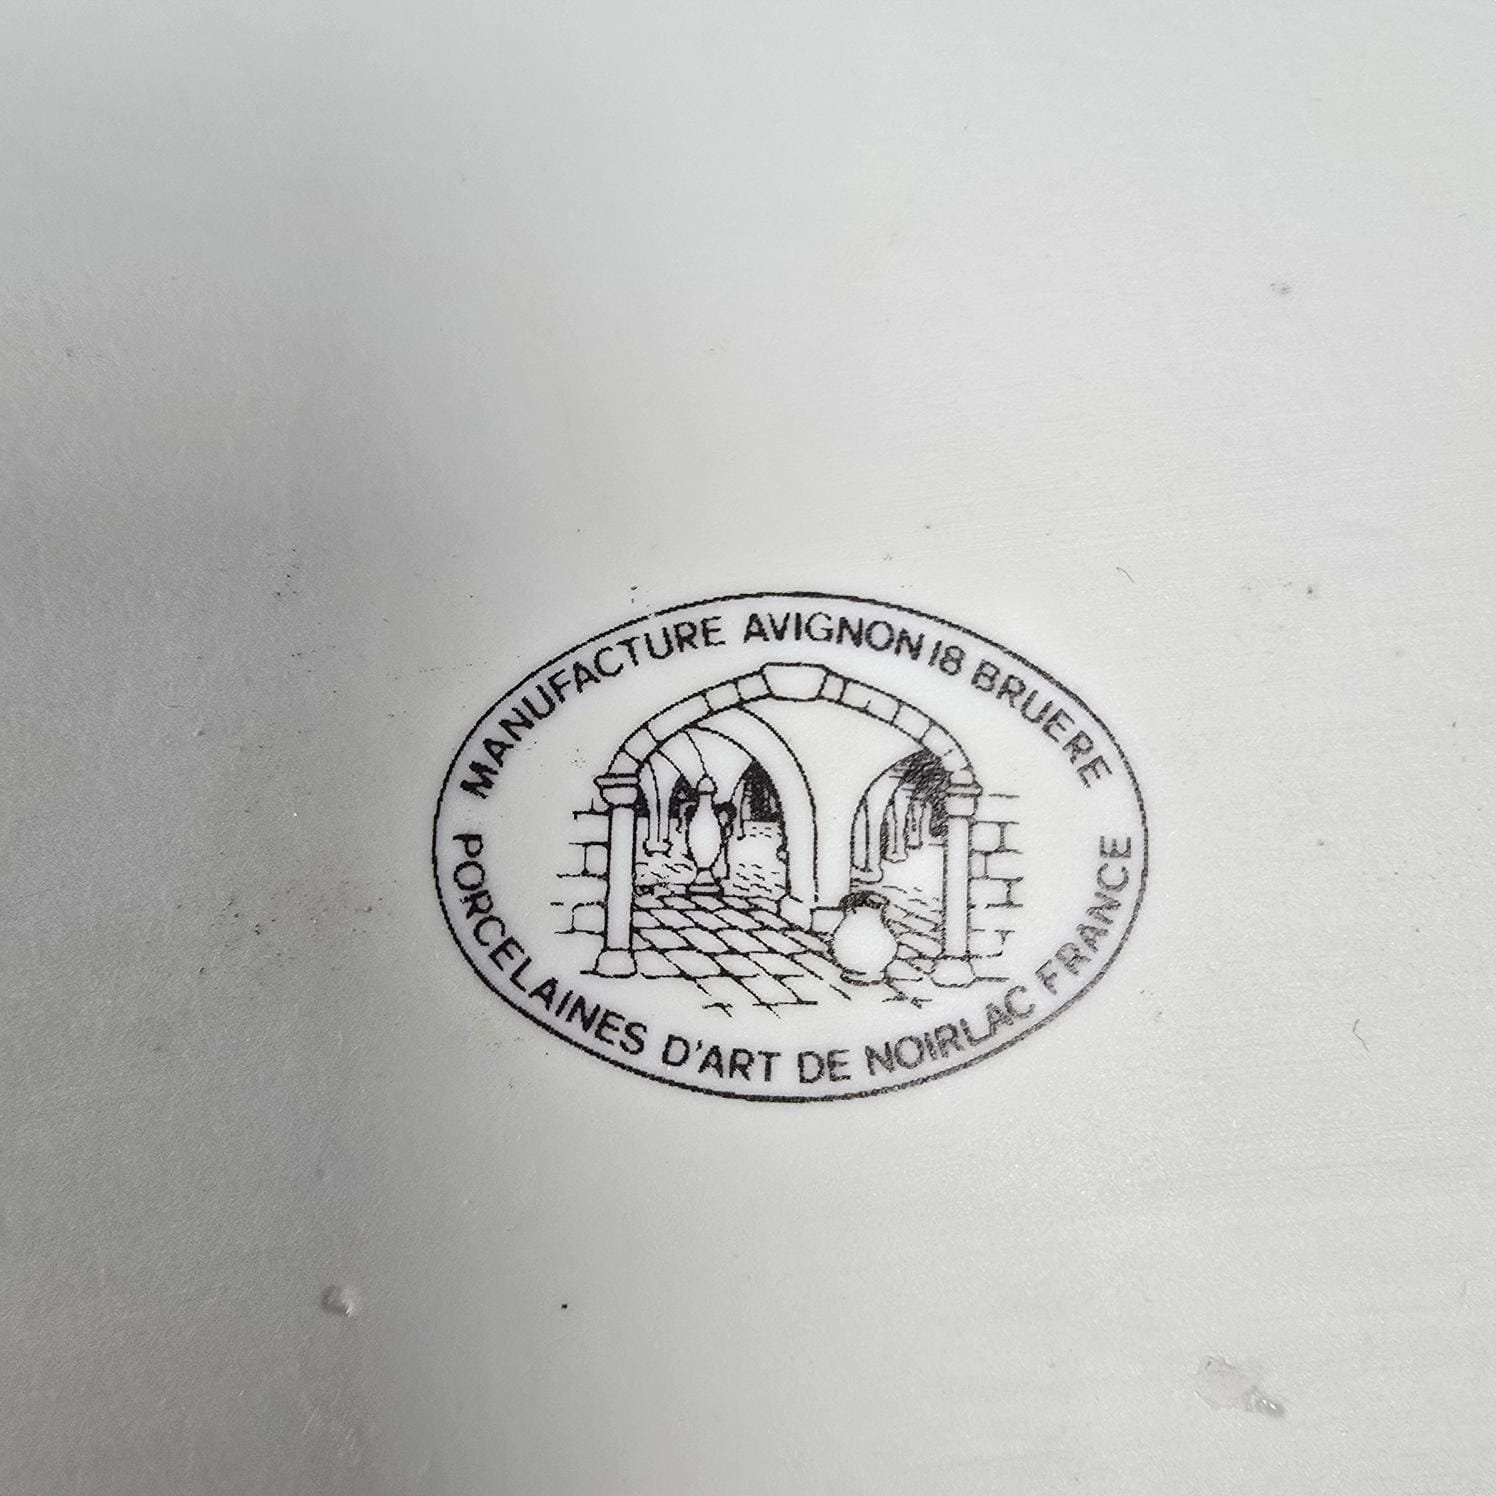 MANUFACTURE AVIGNON 18 BRUERE
PORCELAINES D'ART DE NOIRLAC FRANCE